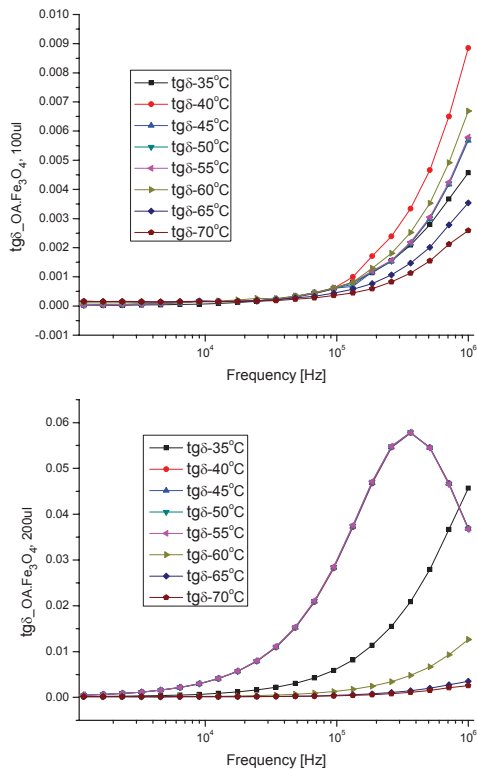 0.010
0.009
0.008
0.007
0.006
0.005
0.004
0.003
0.002
0.001
0.000
-0.001
tgδ_OA.Fe₃O₄, 100ul
tgδ-35°C
tgδ-40°C
tgδ-45°C
tgδ-50°C
tgδ-55°C
tgδ-60°C
tgδ-65°C
tgδ-70°C
10⁴ 10⁵ 10⁶
Frequency [Hz]
0.06
0.05
0.04
0.03
0.02
0.01
0.00
tgδ_OA.Fe₃O₄, 200ul
tgδ-35°C
tgδ-40°C
tgδ-45°C
tgδ-50°C
tgδ-55°C
tgδ-60°C
tgδ-65°C
tgδ-70°C
10⁴ 10⁵ 10⁶
Frequency [Hz]